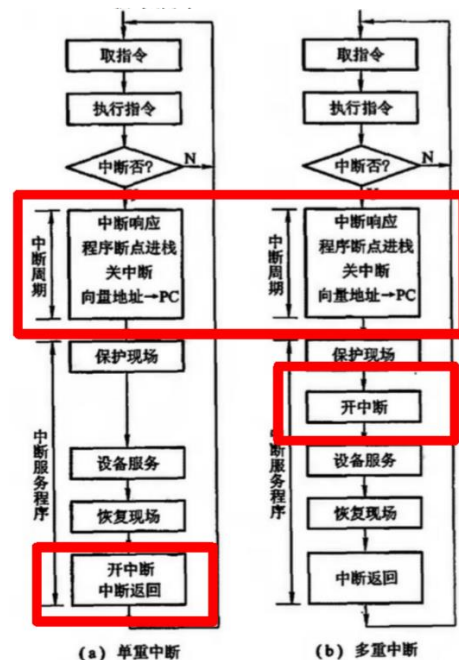 取指令
执行指令
中断否?
N
中断周期
中断响应
程序断点进栈
关中断
向量地址→PC
中断服务程序
保护现场
设备服务
恢复现场
开中断
中断返回
(a) 单重中断
取指令
执行指令
中断否?
N
中断周期
中断响应
程序断点进栈
关中断
向量地址→PC
中断服务程序
保护现场
开中断
设备服务
恢复现场
中断返回
(b) 多重中断